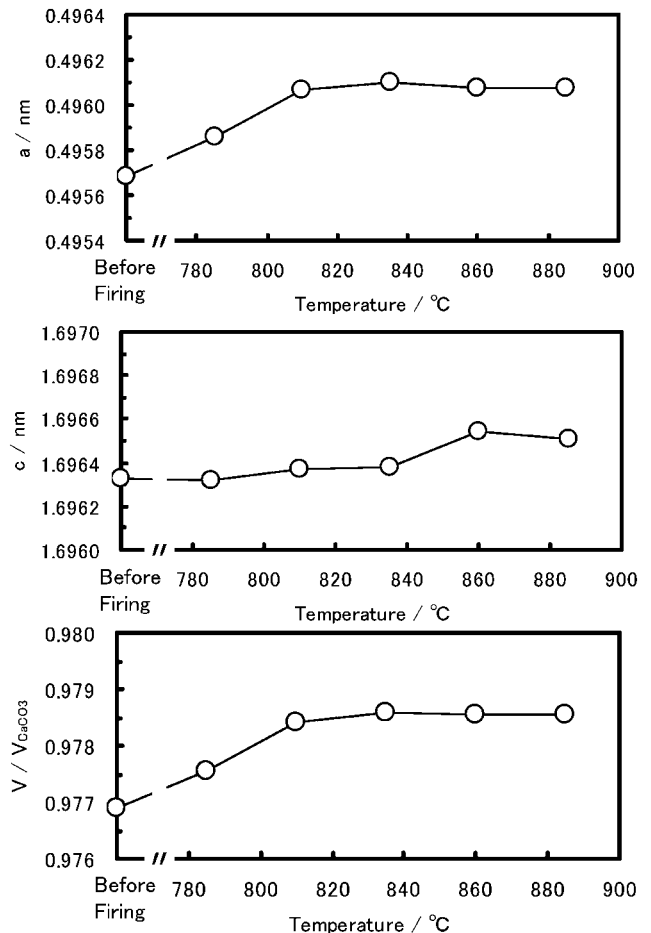 0.4964
0.4962
0.4960
0.4958
0.4956
0.4954
a / nm
Before
Firing
780 800 820 840 860 880 900
Temperature / ℃
1.6970
1.6968
1.6966
1.6964
1.6962
1.6960
c / nm
Before
Firing
780 800 820 840 860 880 900
Temperature / ℃
0.980
0.979
0.978
0.977
0.976
V / VCaCO3
Before
Firing
780 800 820 840 860 880 900
Temperature / ℃